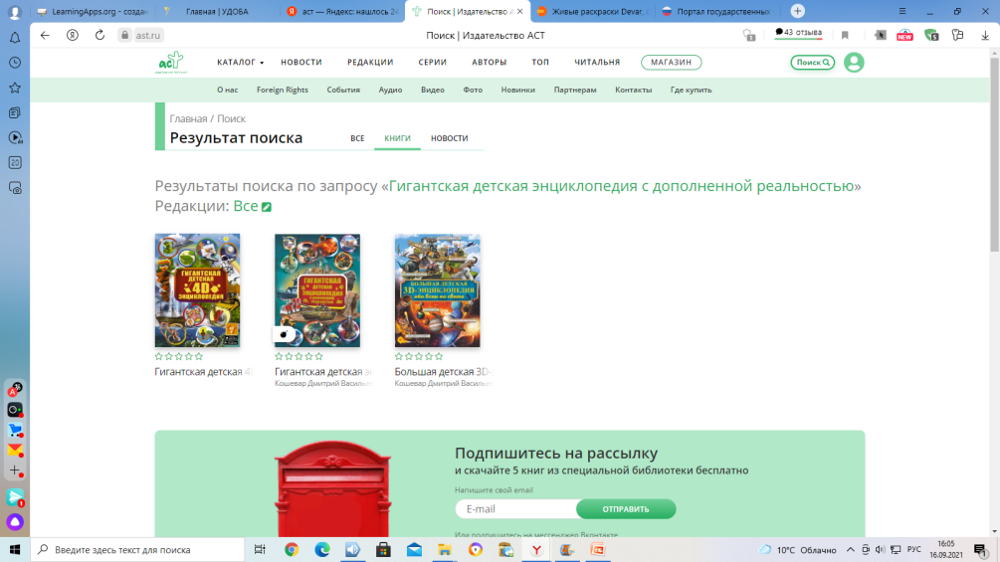 LearningApps.org - создан
Главная | УДОБА
аст — Яндекс: нашлось 24
Поиск | Издательство А
Живые раскраски Devar,
Портал государственных
ast.ru
Поиск | Издательство АСТ
43 отзыва
NEW
аст
КАТАЛОГ
НОВОСТИ
РЕДАКЦИИ
СЕРИИ
АВТОРЫ
ТОП
ЧИТАЛЬНЯ
МАГАЗИН
Поиск
О нас
Foreign Rights
События
Аудио
Видео
Фото
Новинки
Партнерам
Контакты
Где купить
Главная / Поиск
Результат поиска
ВСЕ
КНИГИ
НОВОСТИ
Результаты поиска по запросу «Гигантская детская энциклопедия с дополненной реальностью»
Редакции: Все
ГИГАНТСКАЯ
ДЕТСКАЯ
4D
ЭНЦИКЛОПЕДИЯ
ГИГАНТСКАЯ
ДЕТСКАЯ
ЭНЦИКЛОПЕДИЯ
БОЛЬШАЯ ДЕТСКАЯ
3D-ЭНЦИКЛОПЕДИЯ
обо всём на свете
Гигантская детская 4
Гигантская детская э
Кошевар Дмитрий Василье
Большая детская 3D-
Кошевар Дмитрий Василье
Подпишитесь на рассылку
и скачайте 5 книг из специальной библиотеки бесплатно
Напишите свой email
E-mail
ОТПРАВИТЬ
Или подпишитесь на мессенджер Вконтакте
Введите здесь текст для поиска
10°C Облачно
РУС
16:05
16.09.2021